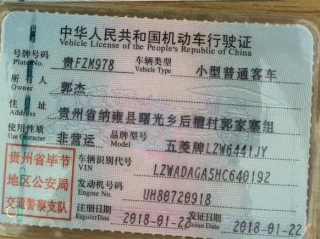 中华人民共和国机动车行驶证
Vehicle License of the People's Republic of China
号牌号码 贵FZM978 车辆类型 小型普通客车
Plate No. Vehicle Type
所有人 郭杰
Owner
住址 贵州省纳雍县曙光乡后槽村郭家寨组
Address
使用性质 非营运 品牌型号 五菱牌LZW6441JY
Use Character Model
车辆识别代号 LZWADAGA5HC640192
VIN
发动机号码 UH80720918
Engine No.
注册日期 2018-01-22 发证日期 2018-01-22
Register Date Issue Date
贵州省毕节
地区公安局
交通警察支队